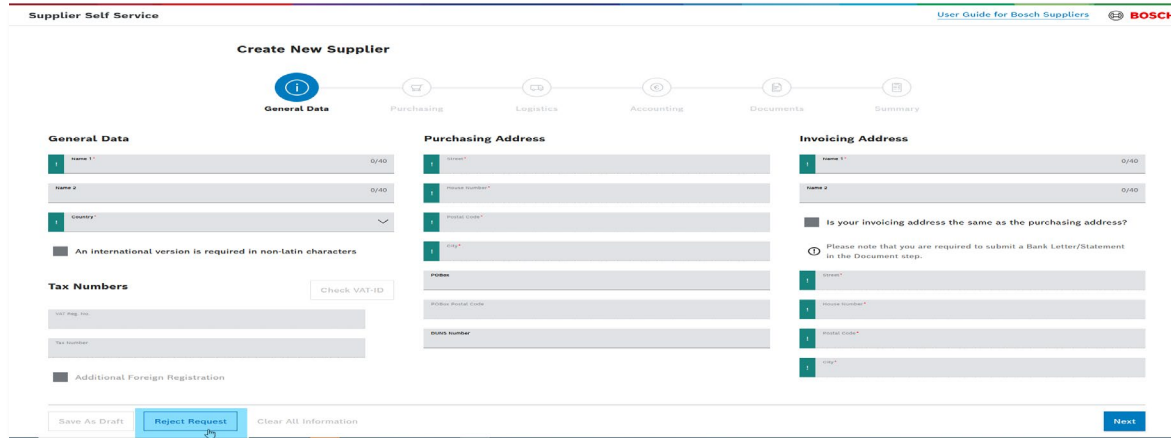 Supplier Self Service
User Guide for Bosch Suppliers
BOSCH
Create New Supplier
General Data
Purchasing
Logistics
Accounting
Documents
Summary
General Data
Name 1*
0/40
Name 2
0/40
Country*
An international version is required in non-latin characters
Tax Numbers
Check VAT-ID
VAT Reg. No.
Tax Number
Additional Foreign Registration
Purchasing Address
Street*
House Number*
Postal Code*
City*
POBox
POBox Postal Code
DUNS Number
Invoicing Address
Name 1*
0/40
Name 2
0/40
Is your invoicing address the same as the purchasing address?
Please note that you are required to submit a Bank Letter/Statement
in the Document step.
Street*
House Number*
Postal Code*
City*
Save As Draft
Reject Request
Clear All Information
Next